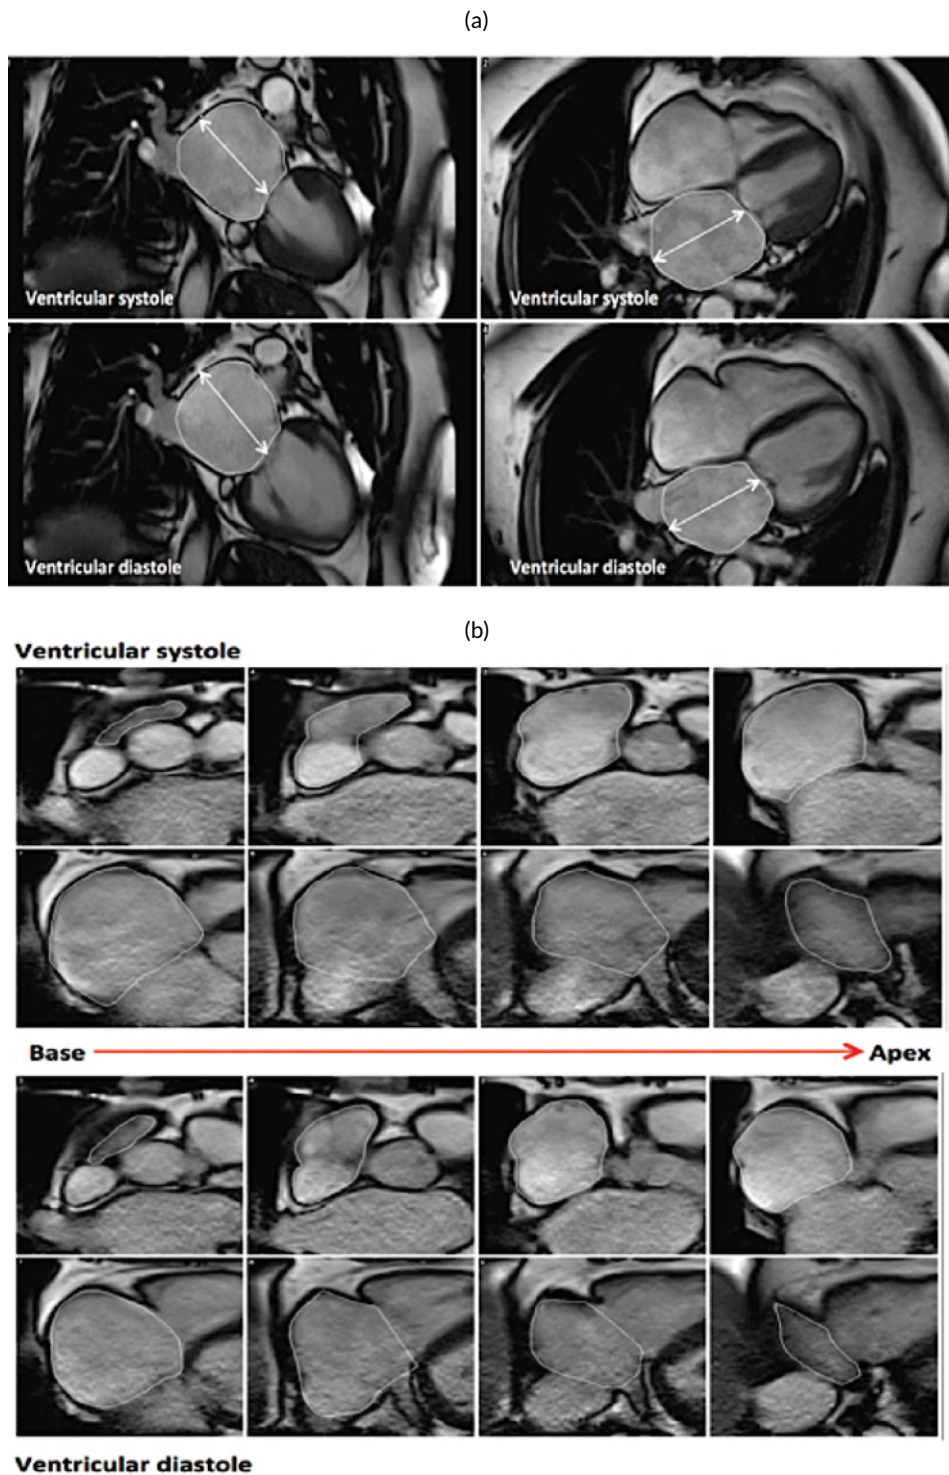 (a)
Ventricular systole
Ventricular systole
Ventricular diastole
Ventricular diastole
(b)
Ventricular systole
Base
Apex
Ventricular diastole